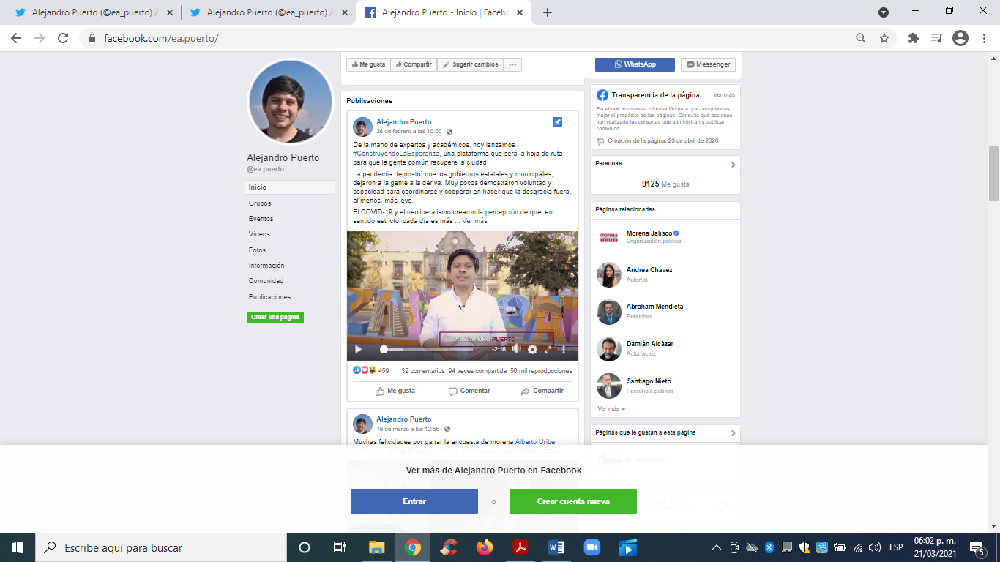 Alejandro Puerto (@ea_puerto) /
Alejandro Puerto (@ea_puerto) /
Alejandro Puerto - Inicio | Facebo
facebook.com/ea.puerto/
Alejandro Puerto
@ea.puerto
Inicio
Grupos
Eventos
Vídeos
Fotos
Información
Comunidad
Publicaciones
Crear una página
Me gusta
Compartir
Sugerir cambios
WhatsApp
Messenger
Publicaciones
Alejandro Puerto
26 de febrero a las 10:00 ·
De la mano de expertos y académicos, hoy lanzamos
#ConstruyendoLaEsperanza, una plataforma que será la hoja de ruta
para que la gente común recupere la ciudad.
La pandemia demostró que los gobiernos estatales y municipales,
dejaron a la gente a la deriva. Muy pocos demostraron voluntad y
capacidad para coordinarse y cooperar en hacer que la desgracia fuera,
al menos, más leve.
El COVID-19 y el neoliberalismo crearon la percepción de que, en
sentido estricto, cada día es más ... Ver más
ALEJANDRO PUERTO
-2:16
459
32 comentarios 94 veces compartida 50 mil reproducciones
Me gusta
Comentar
Compartir
Alejandro Puerto
19 de marzo a las 12:56 ·
Muchas felicidades por ganar la encuesta de morena Alberto Uribe
Transparencia de la página
Ver más
Facebook te muestra información para que comprendas
mejor el propósito de las páginas. Consulta qué acciones
han realizado las personas que administran y publican
contenido.
Creación de la página: 23 de abril de 2020
Personas
9125 Me gusta
Páginas relacionadas
morena
JALISCO
Morena Jalisco
Organización política
Andrea Chávez
Autor(a)
Abraham Mendieta
Periodista
Damián Alcázar
Actor/actriz
Santiago Nieto
Personaje público
Ver más
Páginas que le gustan a esta página
El Incómodo
Ver más de Alejandro Puerto en Facebook
Entrar
o
Crear cuenta nueva
Escribe aquí para buscar
ESP
06:02 p. m.
21/03/2021
5